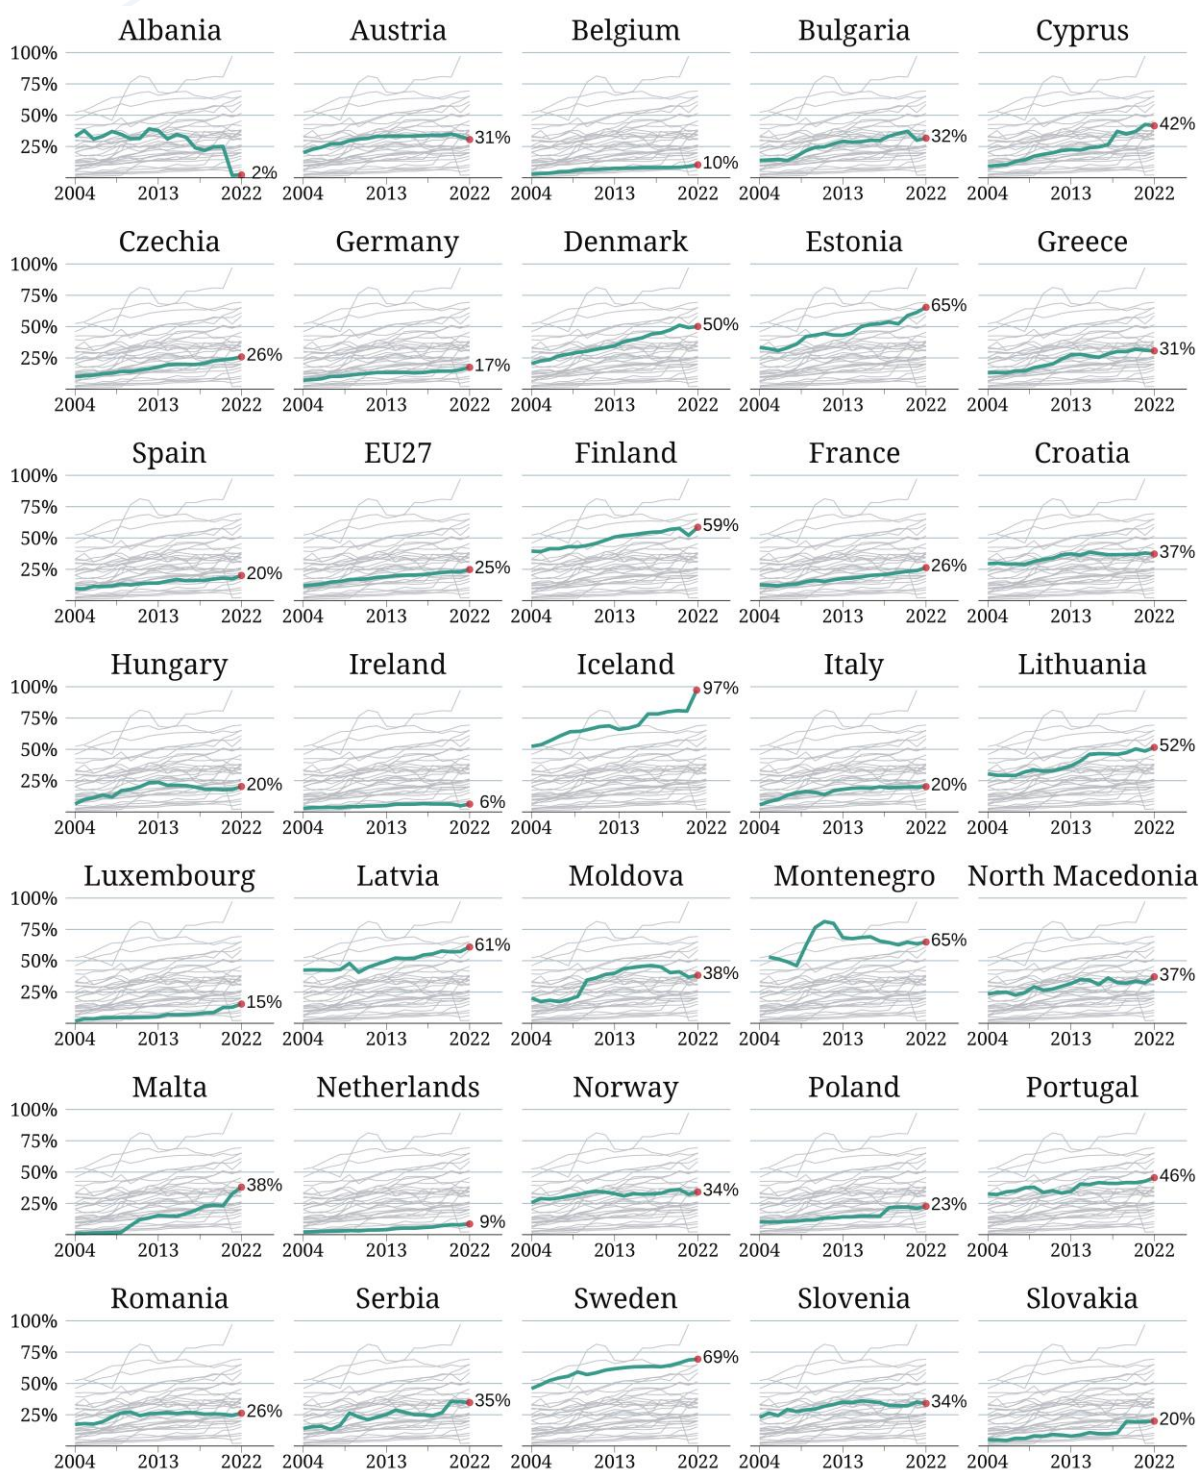 Albania Austria Belgium Bulgaria Cyprus
100%
75%
50%
25%
2% 31% 10% 32% 42%
2004 2013 2022 2004 2013 2022 2004 2013 2022 2004 2013 2022 2004 2013 2022
Czechia Germany Denmark Estonia Greece
100%
75%
50%
25%
26% 17% 50% 65% 31%
2004 2013 2022 2004 2013 2022 2004 2013 2022 2004 2013 2022 2004 2013 2022
Spain EU27 Finland France Croatia
100%
75%
50%
25%
20% 25% 59% 26% 37%
2004 2013 2022 2004 2013 2022 2004 2013 2022 2004 2013 2022 2004 2013 2022
Hungary Ireland Iceland Italy Lithuania
100%
75%
50%
25%
20% 6% 97% 20% 52%
2004 2013 2022 2004 2013 2022 2004 2013 2022 2004 2013 2022 2004 2013 2022
Luxembourg Latvia Moldova Montenegro North Macedonia
100%
75%
50%
25%
15% 61% 38% 65% 37%
2004 2013 2022 2004 2013 2022 2004 2013 2022 2004 2013 2022 2004 2013 2022
Malta Netherlands Norway Poland Portugal
100%
75%
50%
25%
38% 9% 34% 23% 46%
2004 2013 2022 2004 2013 2022 2004 2013 2022 2004 2013 2022 2004 2013 2022
Romania Serbia Sweden Slovenia Slovakia
100%
75%
50%
25%
26% 35% 69% 34% 20%
2004 2013 2022 2004 2013 2022 2004 2013 2022 2004 2013 2022 2004 2013 2022